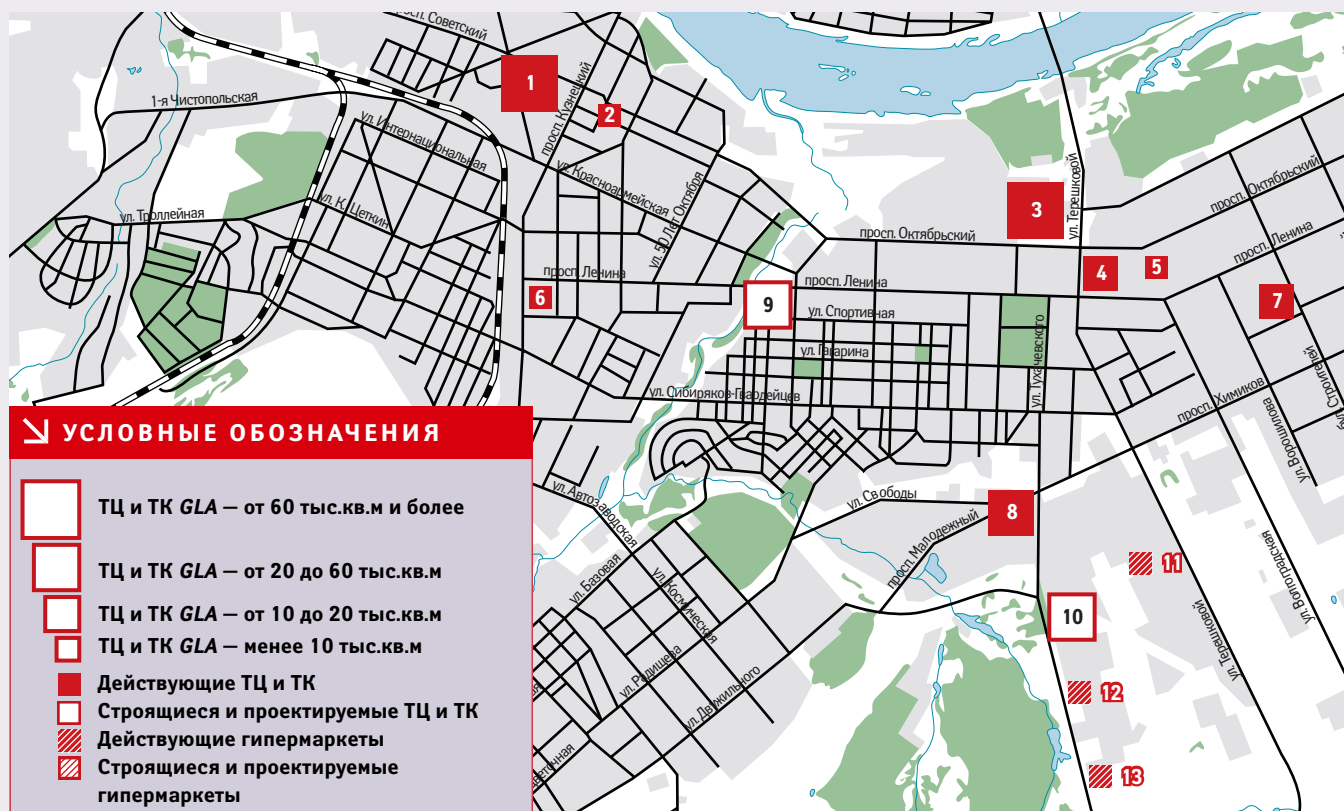 просп. Советский
1-я Чистопольская
ул. Интернациональная
просп. Кузнецкий
1
2
ул. Красноармейская
ул. 50 Лет Октября
ул. Троллейная
ул. К. Цеткин
просп. Ленина
6
9
просп. Октябрьский
просп. Ленина
ул. Спортивная
ул. Гагарина
ул. Сибиряков-Гвардейцев
ул. Тухачевского
3
ул. Терешковой
4
5
просп. Октябрьский
просп. Ленина
7
просп. Химиков
ул. Ворошилова
ул. Волгоградская
ул. Терешковой
ул. Свободы
просп. Молодежный
8
10
11
12
13
ул. Автозаводская
ул. Базовая
ул. Космическая
ул. Радищева
ул. Движильного
УСЛОВНЫЕ ОБОЗНАЧЕНИЯ
ТЦ и ТК GLA — от 60 тыс.кв.м и более
ТЦ и ТК GLA — от 20 до 60 тыс.кв.м
ТЦ и ТК GLA — от 10 до 20 тыс.кв.м
ТЦ и ТК GLA — менее 10 тыс.кв.м
Действующие ТЦ и ТК
Строящиеся и проектируемые ТЦ и ТК
Действующие гипермаркеты
Строящиеся и проектируемые
гипермаркеты